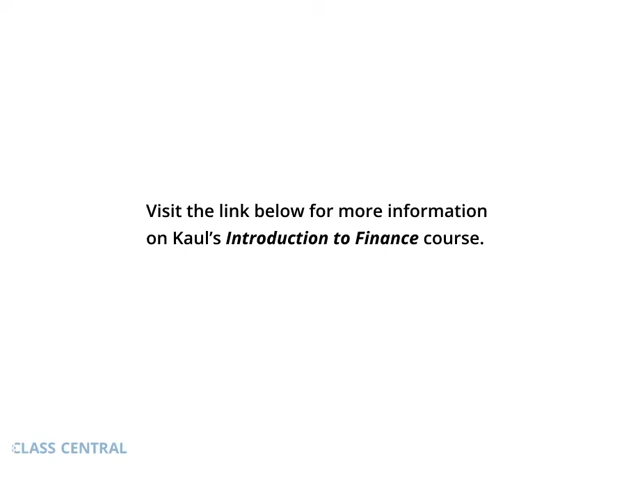 Visit the link below for more information
on Kaul’s Introduction to Finance course.
CLASS CENTRAL